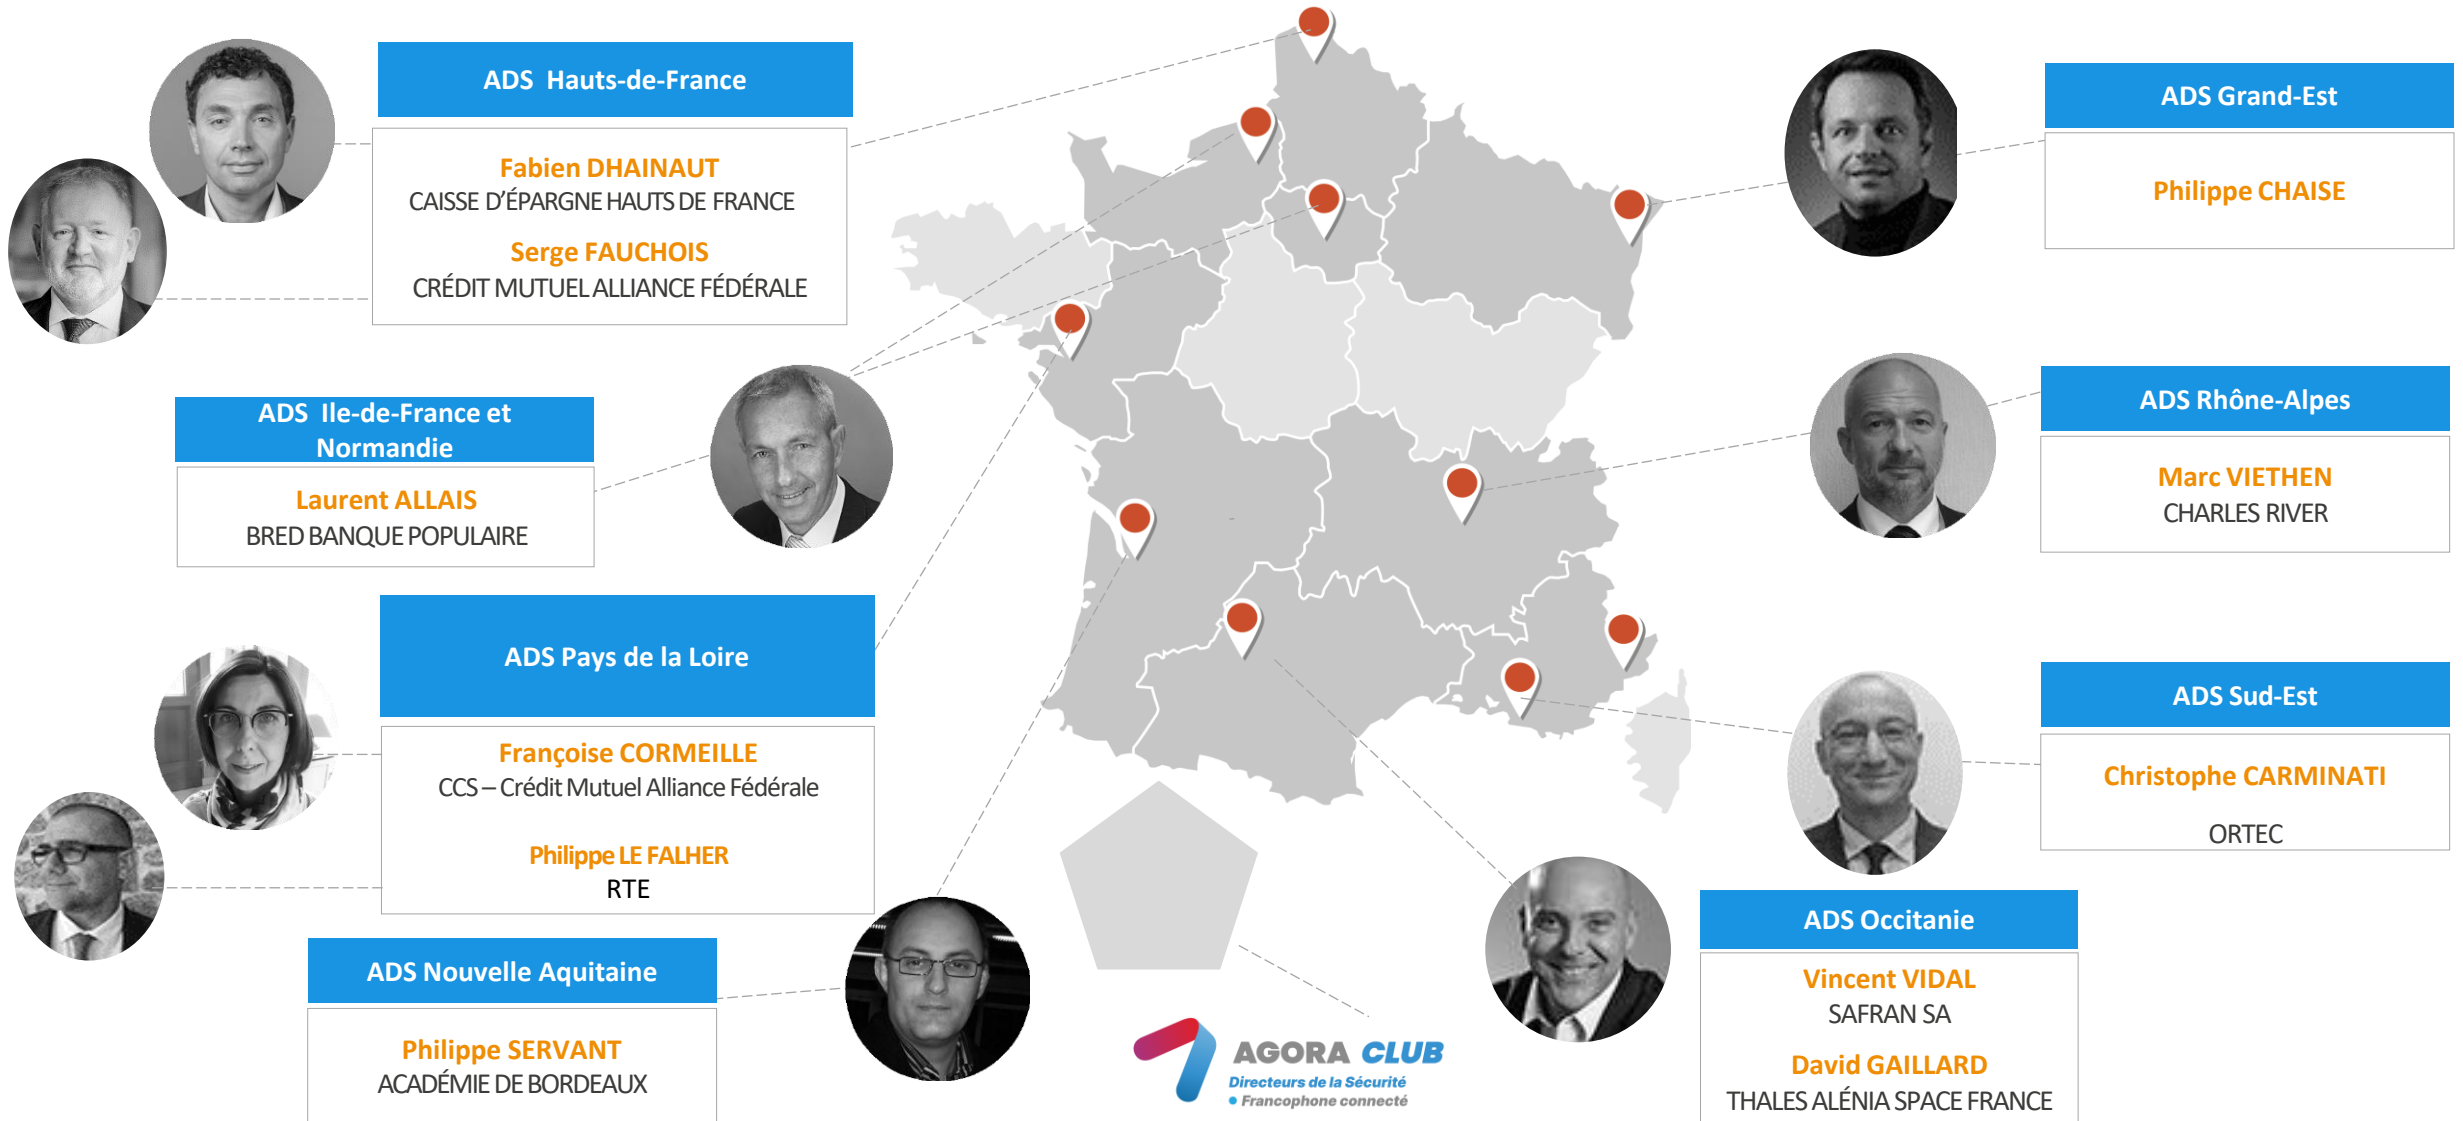 ADS Hauts-de-France
Fabien DHAINAUT
CAISSE D'ÉPARGNE HAUTS DE FRANCE
Serge FAUCHOIS
CRÉDIT MUTUEL ALLIANCE FÉDÉRALE
ADS Ile-de-France et
Normandie
Laurent ALLAIS
BRED BANQUE POPULAIRE
ADS Pays de la Loire
Françoise CORMEILLE
CCS – Crédit Mutuel Alliance Fédérale
Philippe LE FALHER
RTE
ADS Nouvelle Aquitaine
Philippe SERVANT
ACADÉMIE DE BORDEAUX
ADS Grand-Est
Philippe CHAISE
ADS Rhône-Alpes
Marc VIETHEN
CHARLES RIVER
ADS Sud-Est
Christophe CARMINATI
ORTEC
ADS Occitanie
Vincent VIDAL
SAFRAN SA
David GAILLARD
THALES ALÉNIA SPACE FRANCE
AGORA CLUB
Directeurs de la Sécurité
• Francophone connecté